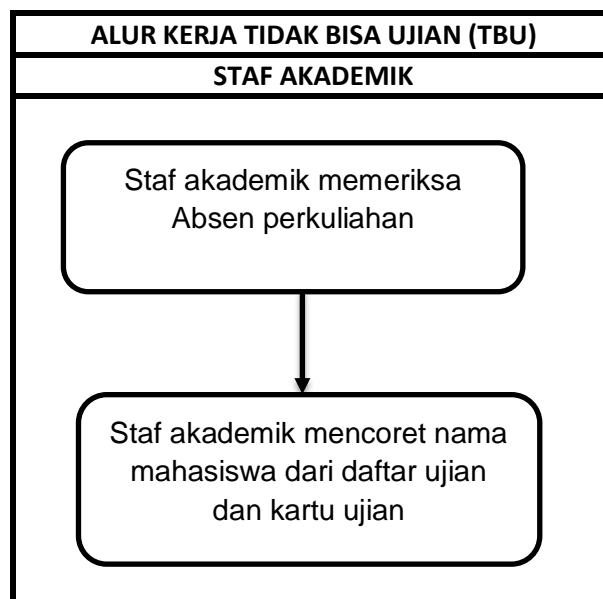 ALUR KERJA TIDAK BISA UJIAN (TBU)
STAF AKADEMIK
Staf akademik memeriksa
Absen perkuliahan
Staf akademik mencoret nama
mahasiswa dari daftar ujian
dan kartu ujian